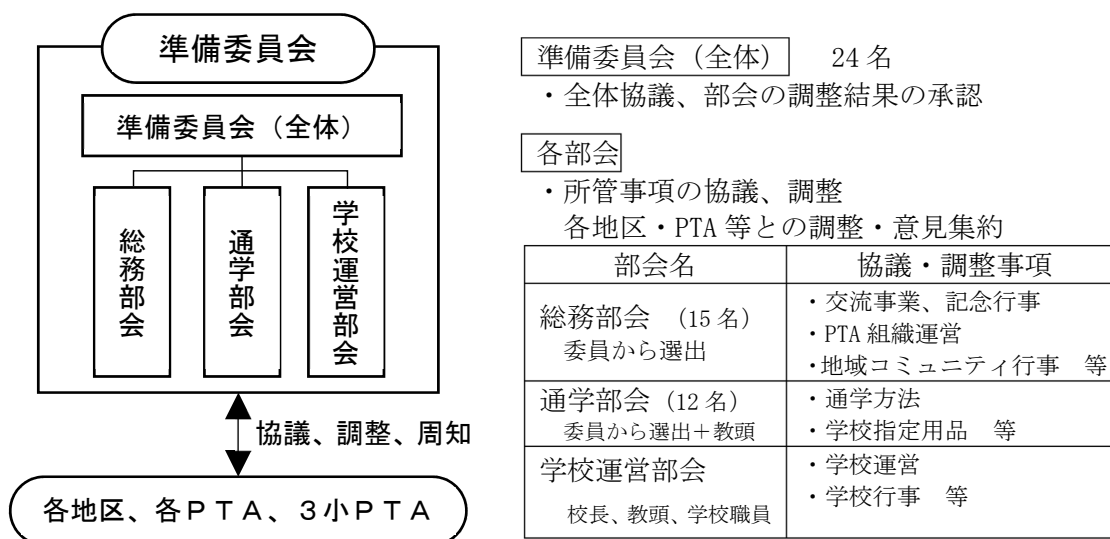 準備委員会
準備委員会（全体）
総務部会
通学部会
学校運営部会
協議、調整、周知
各地区、各ＰＴＡ、３小ＰＴＡ
準備委員会（全体）　24名
・全体協議、部会の調整結果の承認
各部会
・所管事項の協議、調整
各地区・PTA等との調整・意見集約
部会名　協議・調整事項
総務部会　（15名）
委員から選出
・交流事業、記念行事
・PTA組織運営
・地域コミュニティ行事　等
通学部会（12名）
委員から選出＋教頭
・通学方法
・学校指定用品　等
学校運営部会
校長、教頭、学校職員
・学校運営
・学校行事　等